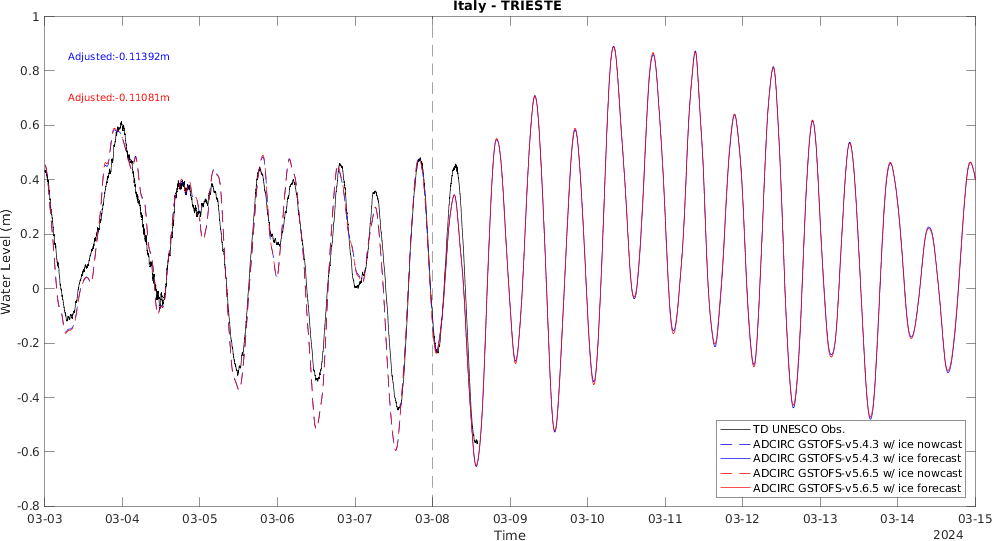 Italy - TRIESTE
Adjusted:-0.11392m
Adjusted:-0.11081m
Water Level (m)
1
0.8
0.6
0.4
0.2
0
-0.2
-0.4
-0.6
-0.8
TD UNESCO Obs.
ADCIRC GSTOFS-v5.4.3 w/ ice nowcast
ADCIRC GSTOFS-v5.4.3 w/ ice forecast
ADCIRC GSTOFS-v5.6.5 w/ ice nowcast
ADCIRC GSTOFS-v5.6.5 w/ ice forecast
03-03 03-04 03-05 03-06 03-07 03-08 03-09 03-10 03-11 03-12 03-13 03-14 03-15
Time
2024